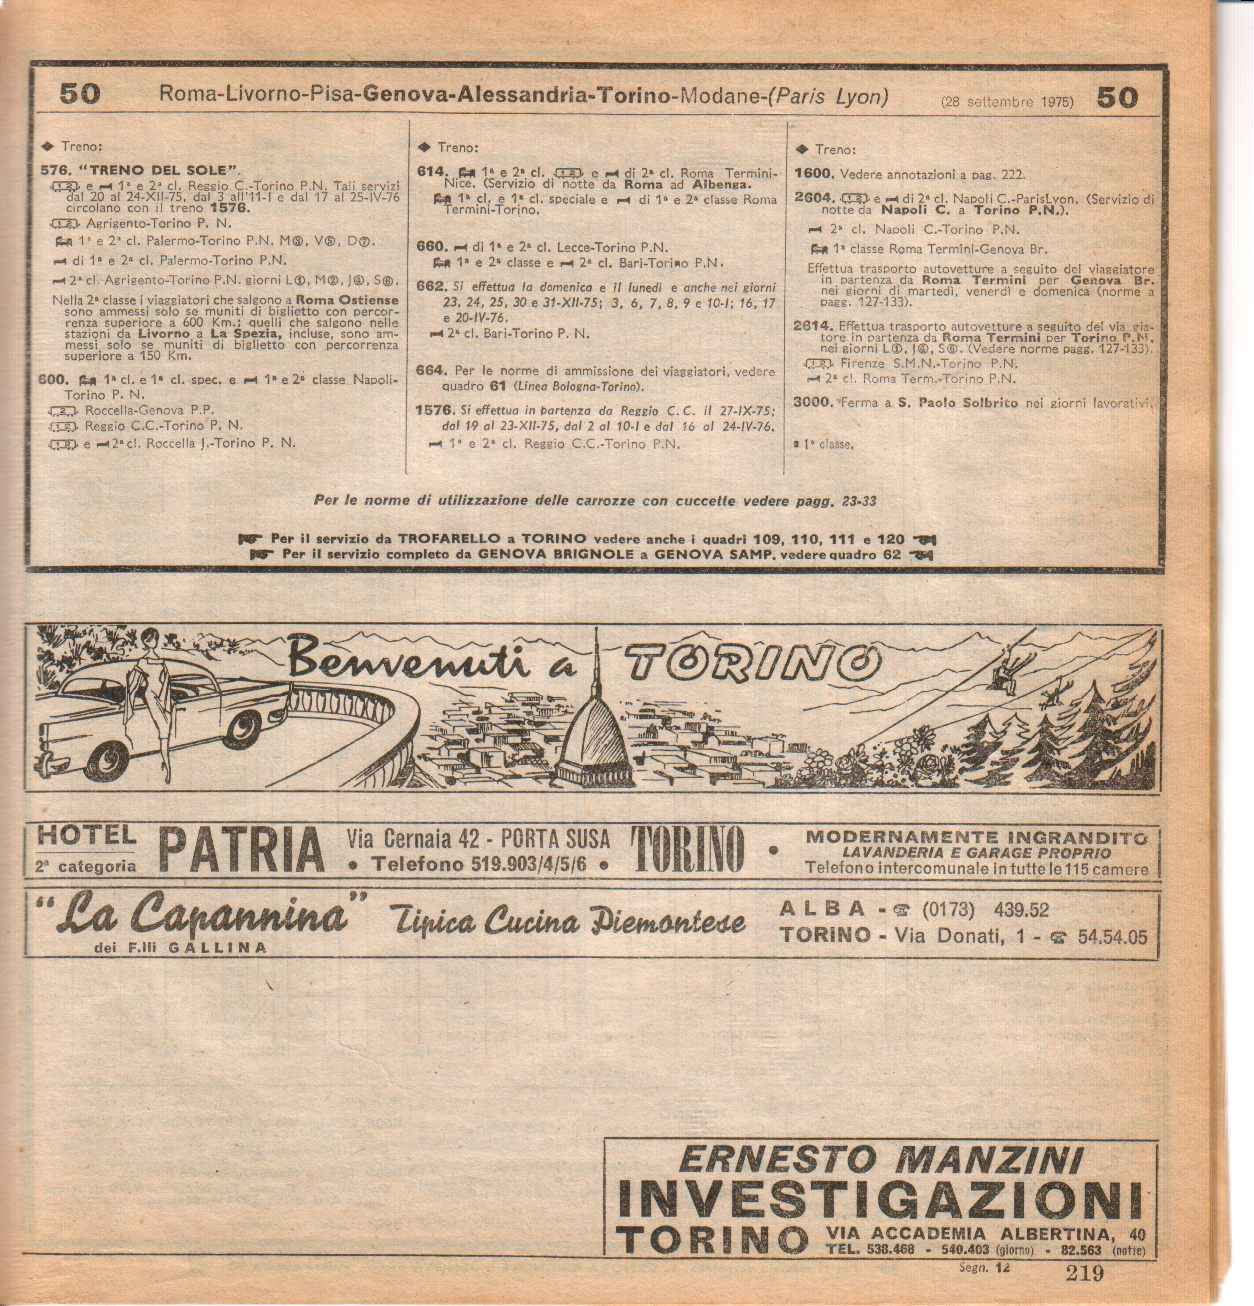 50 Roma-Livorno-Pisa-Genova-Alessandria-Torino-Modane-(Paris Lyon) (28 settembre 1975) 50
◆ Treno:
576. "TRENO DEL SOLE".
e 1ª e 2ª cl. Reggio C.-Torino P.N. Tali servizi
dal 20 al 24-XII-75, dal 3 all'11-I e dal 17 al 25-IV-76
circolano con il treno 1576.
Agrigento-Torino P. N.
1ª e 2ª cl. Palermo-Torino P.N. M③, V⑤, D⑦.
di 1ª e 2ª cl. Palermo-Torino P.N.
2ª cl. Agrigento-Torino P.N. giorni L①, M②, J④, S⑥.
Nella 2ª classe i viaggiatori che salgono a Roma Ostiense
sono ammessi solo se muniti di biglietto con percor-
renza superiore a 600 Km.; quelli che salgono nelle
stazioni da Livorno a La Spezia, incluse, sono am-
messi solo se muniti di biglietto con percorrenza
superiore a 150 Km.
600. 1ª cl. e 1ª cl. spec. e 1ª e 2ª classe Napoli-
Torino P. N.
Roccella-Genova P.P.
Reggio C.C.-Torino P. N.
e 2ª cl. Roccella J.-Torino P. N.
◆ Treno:
614. 1ª e 2ª cl. e di 2ª cl. Roma Termini-
Nice. (Servizio di notte da Roma ad Albenga.
1ª cl. e 1ª cl. speciale e di 1ª e 2ª classe Roma
Termini-Torino.
660. di 1ª e 2ª cl. Lecce-Torino P.N.
1ª e 2ª classe e 2ª cl. Bari-Torino P.N.
662. Si effettua la domenica e il lunedì e anche nei giorni
23, 24, 25, 30 e 31-XII-75; 3, 6, 7, 8, 9 e 10-I; 16, 17
e 20-IV-76.
2ª cl. Bari-Torino P. N.
664. Per le norme di ammissione dei viaggiatori, vedere
quadro 61 (Linea Bologna-Torino).
1576. Si effettua in partenza da Reggio C. C. il 27-IX-75;
dal 19 al 23-XII-75, dal 2 al 10-I e dal 16 al 24-IV-76.
1ª e 2ª cl. Reggio C.C.-Torino P.N.
◆ Treno:
1600. Vedere annotazioni a pag. 222.
2604. e di 2ª cl. Napoli C.-ParisLyon. (Servizio di
notte da Napoli C. a Torino P.N.).
2ª cl. Napoli C.-Torino P.N.
1ª classe Roma Termini-Genova Br.
Effettua trasporto autovetture a seguito del viaggiatore
in partenza da Roma Termini per Genova Br.
nei giorni di martedì, venerdì e domenica (norme a
pagg. 127-133).
2614. Effettua trasporto autovetture a seguito del viaggia-
tore in partenza da Roma Termini per Torino P.N.
nei giorni L①, J④, S⑥. (Vedere norme pagg. 127-133).
Firenze S.M.N.-Torino P.N.
2ª cl. Roma Term.-Torino P.N.
3000. Ferma a S. Paolo Solbrito nei giorni lavorativi.
a 1ª classe.
Per le norme di utilizzazione delle carrozze con cuccette vedere pagg. 23-33
Per il servizio da TROFARELLO a TORINO vedere anche i quadri 109, 110, 111 e 120
Per il servizio completo da GENOVA BRIGNOLE a GENOVA SAMP. vedere quadro 62
Benvenuti a TORINO
HOTEL PATRIA Via Cernaia 42 - PORTA SUSA TORINO • MODERNAMENTE INGRANDITO
2ª categoria • Telefono 519.903/4/5/6 • LAVANDERIA E GARAGE PROPRIO
Telefono intercomunale in tutte le 115 camere
"La Capannina" Tipica Cucina Piemontese ALBA - ☎ (0173) 439.52
dei F.lli GALLINA TORINO - Via Donati, 1 - ☎ 54.54.05
ERNESTO MANZINI
INVESTIGAZIONI
TORINO VIA ACCADEMIA ALBERTINA, 40
TEL. 538.468 - 540.403 (giorno) - 82.563 (notte)
Segn. 12 219